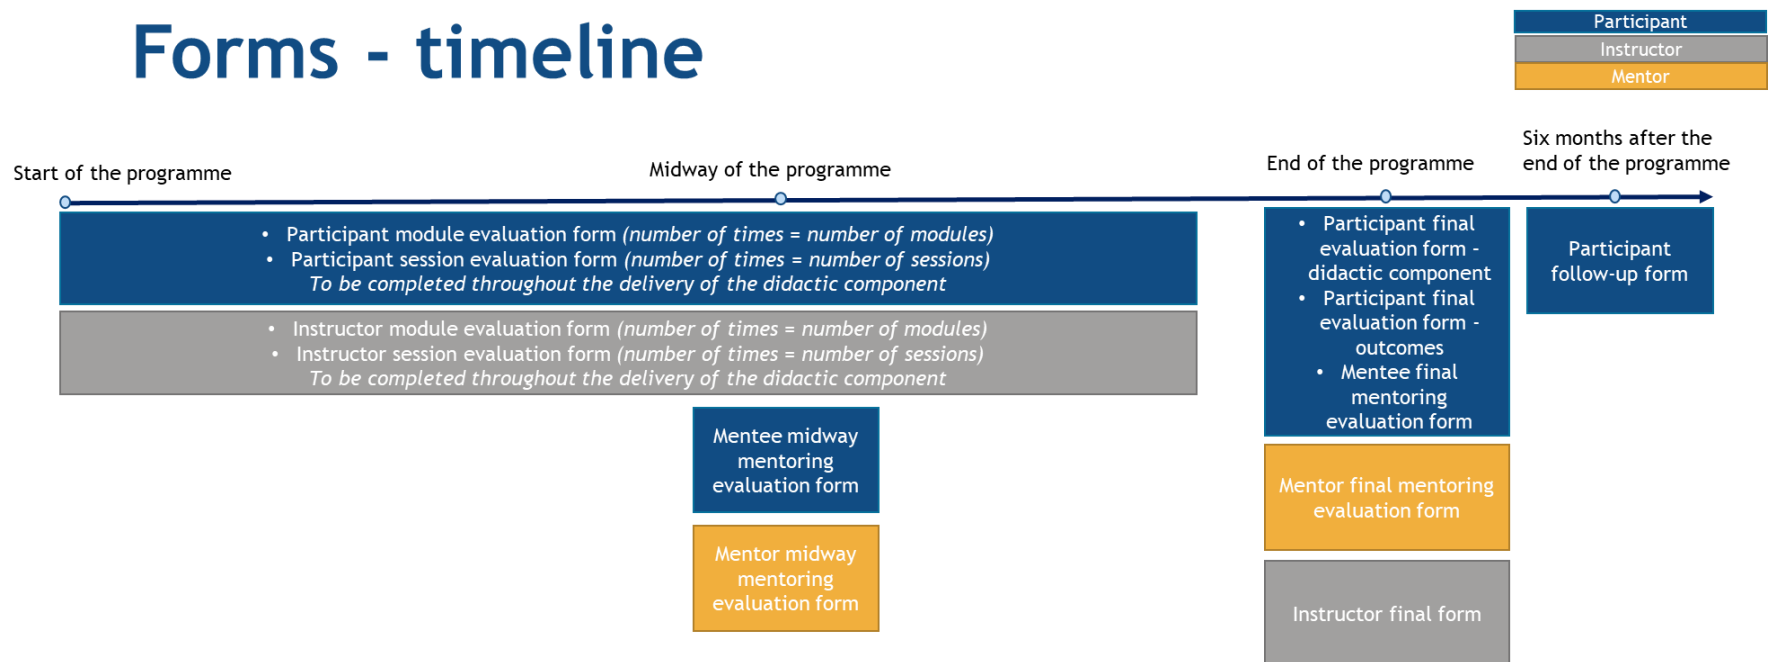 Forms - timeline
Participant
Instructor
Mentor
Start of the programme
Midway of the programme
End of the programme
Six months after the
end of the programme
• Participant module evaluation form (number of times = number of modules)
• Participant session evaluation form (number of times = number of sessions)
To be completed throughout the delivery of the didactic component
• Instructor module evaluation form (number of times = number of modules)
• Instructor session evaluation form (number of times = number of sessions)
To be completed throughout the delivery of the didactic component
Mentee midway
mentoring
evaluation form
Mentor midway
mentoring
evaluation form
• Participant final
evaluation form -
didactic component
• Participant final
evaluation form -
outcomes
• Mentee final
mentoring
evaluation form
Mentor final mentoring
evaluation form
Instructor final form
Participant
follow-up form